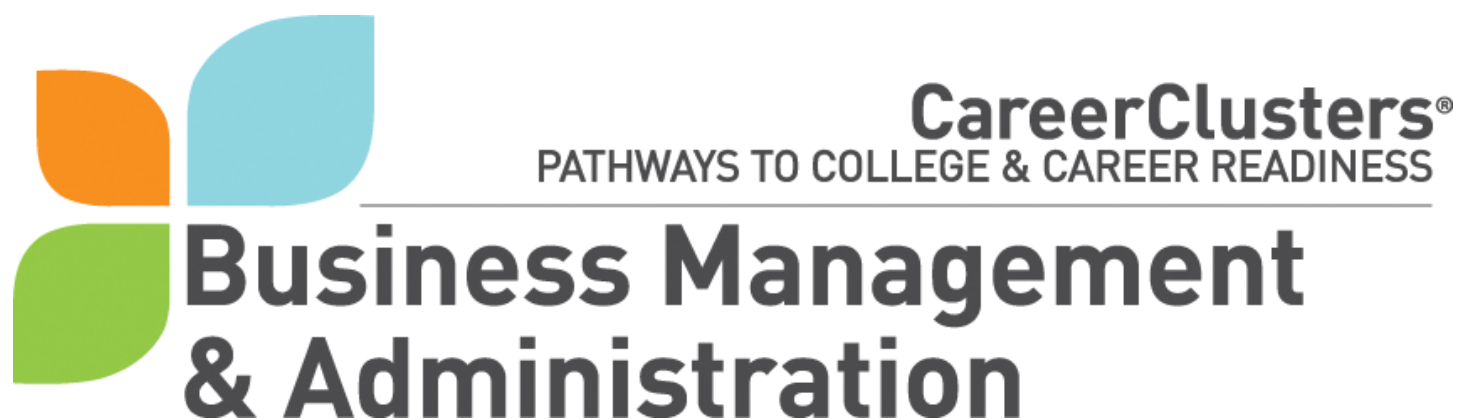 CareerClusters®
PATHWAYS TO COLLEGE & CAREER READINESS
Business Management
& Administration